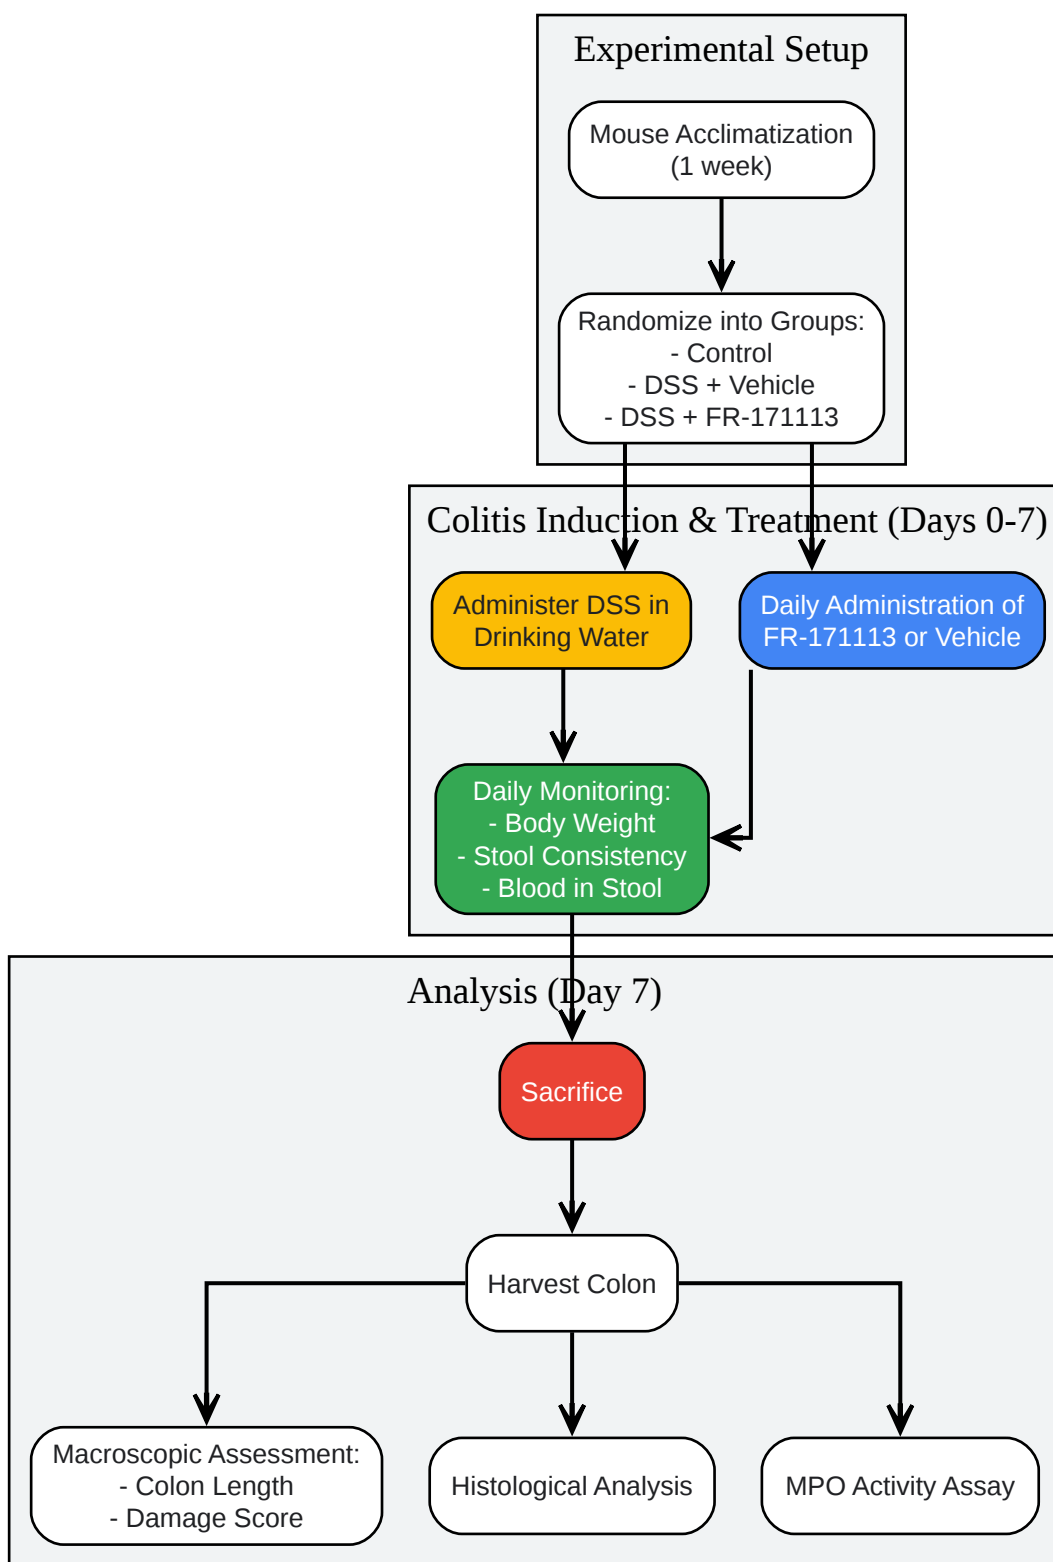 Experimental Setup
Mouse Acclimatization
(1 week)
Randomize into Groups:
- Control
- DSS + Vehicle
- DSS + FR-171113
Colitis Induction & Treatment (Days 0-7)
Administer DSS in
Drinking Water
Daily Administration of
FR-171113 or Vehicle
Daily Monitoring:
- Body Weight
- Stool Consistency
- Blood in Stool
Analysis (Day 7)
Sacrifice
Harvest Colon
Macroscopic Assessment:
- Colon Length
- Damage Score
Histological Analysis
MPO Activity Assay